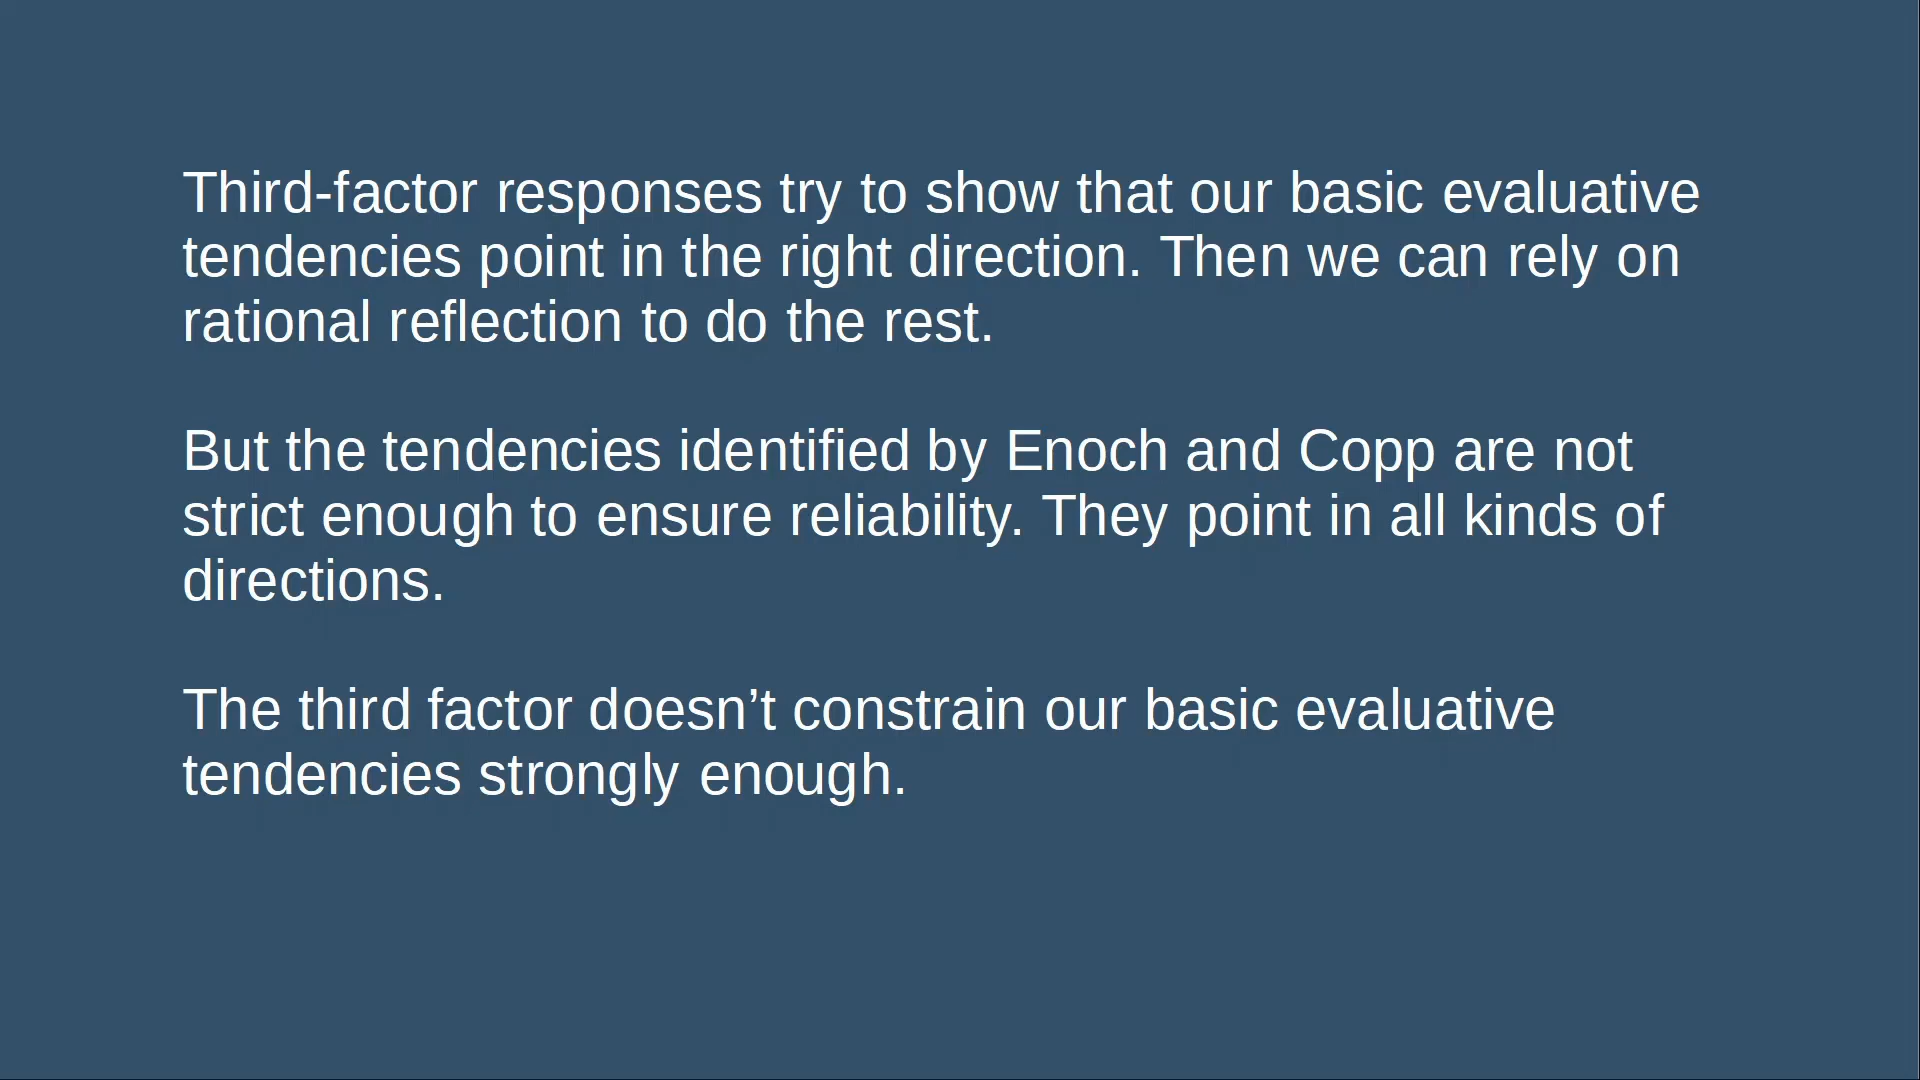 Third-factor responses try to show that our basic evaluative
tendencies point in the right direction. Then we can rely on
rational reflection to do the rest.
But the tendencies identified by Enoch and Copp are not
strict enough to ensure reliability. They point in all kinds of
directions.
The third factor doesn’t constrain our basic evaluative
tendencies strongly enough.